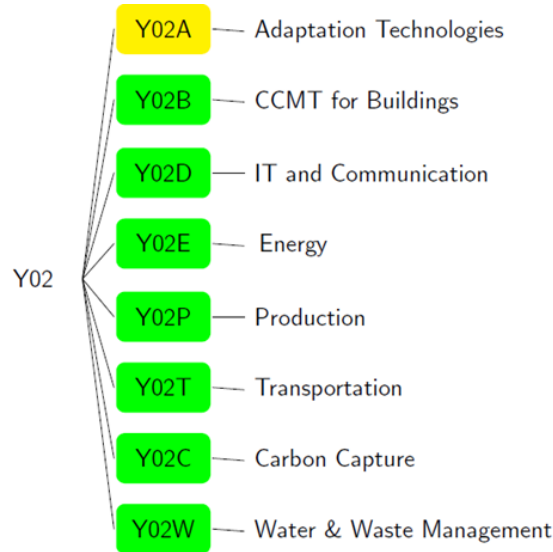 Y02A Adaptation Technologies
Y02B CCMT for Buildings
Y02D IT and Communication
Y02E Energy
Y02
Y02P Production
Y02T Transportation
Y02C Carbon Capture
Y02W Water & Waste Management